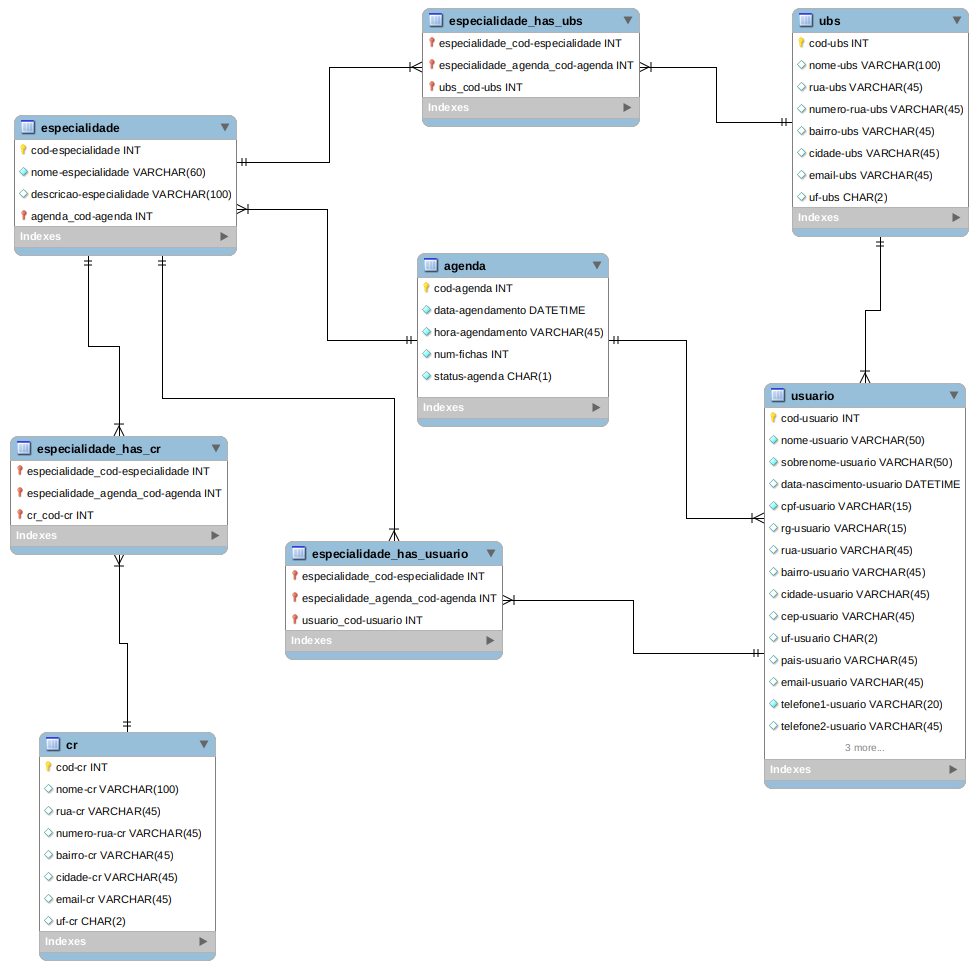 especialidade_has_ubs
especialidade_cod-especialidade INT
especialidade_agenda_cod-agenda INT
ubs_cod-ubs INT
Indexes
ubs
cod-ubs INT
nome-ubs VARCHAR(100)
rua-ubs VARCHAR(45)
numero-rua-ubs VARCHAR(45)
bairro-ubs VARCHAR(45)
cidade-ubs VARCHAR(45)
email-ubs VARCHAR(45)
uf-ubs CHAR(2)
Indexes
especialidade
cod-especialidade INT
nome-especialidade VARCHAR(60)
descricao-especialidade VARCHAR(100)
agenda_cod-agenda INT
Indexes
agenda
cod-agenda INT
data-agendamento DATETIME
hora-agendamento VARCHAR(45)
num-fichas INT
status-agenda CHAR(1)
Indexes
usuario
cod-usuario INT
nome-usuario VARCHAR(50)
sobrenome-usuario VARCHAR(50)
data-nascimento-usuario DATETIME
cpf-usuario VARCHAR(15)
rg-usuario VARCHAR(15)
rua-usuario VARCHAR(45)
bairro-usuario VARCHAR(45)
cidade-usuario VARCHAR(45)
cep-usuario VARCHAR(45)
uf-usuario CHAR(2)
pais-usuario VARCHAR(45)
email-usuario VARCHAR(45)
telefone1-usuario VARCHAR(20)
telefone2-usuario VARCHAR(45)
3 more...
Indexes
especialidade_has_cr
especialidade_cod-especialidade INT
especialidade_agenda_cod-agenda INT
cr_cod-cr INT
Indexes
especialidade_has_usuario
especialidade_cod-especialidade INT
especialidade_agenda_cod-agenda INT
usuario_cod-usuario INT
Indexes
cr
cod-cr INT
nome-cr VARCHAR(100)
rua-cr VARCHAR(45)
numero-rua-cr VARCHAR(45)
bairro-cr VARCHAR(45)
cidade-cr VARCHAR(45)
email-cr VARCHAR(45)
uf-cr CHAR(2)
Indexes